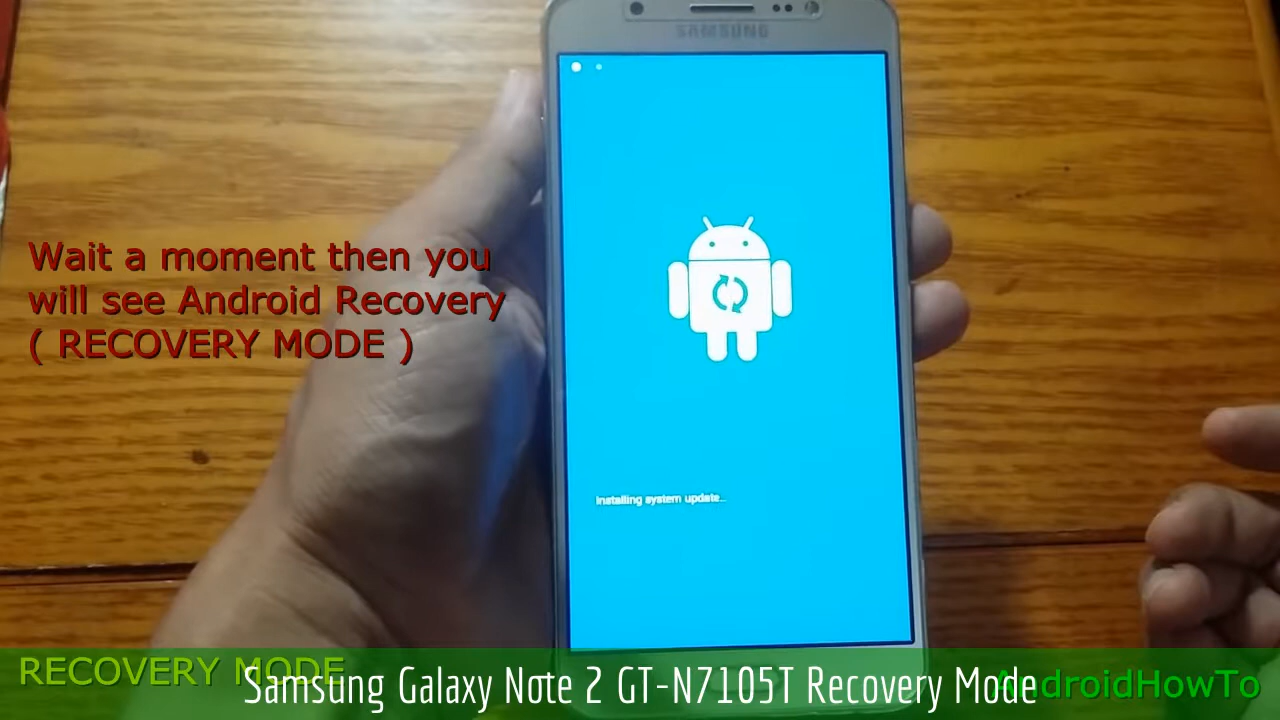 SAMSUNG
Wait a moment then you
will see Android Recovery
( RECOVERY MODE )
Installing system update...
RECOVERY MODE
Samsung Galaxy Note 2 GT-N7105T Recovery Mode
AndroidHowTo